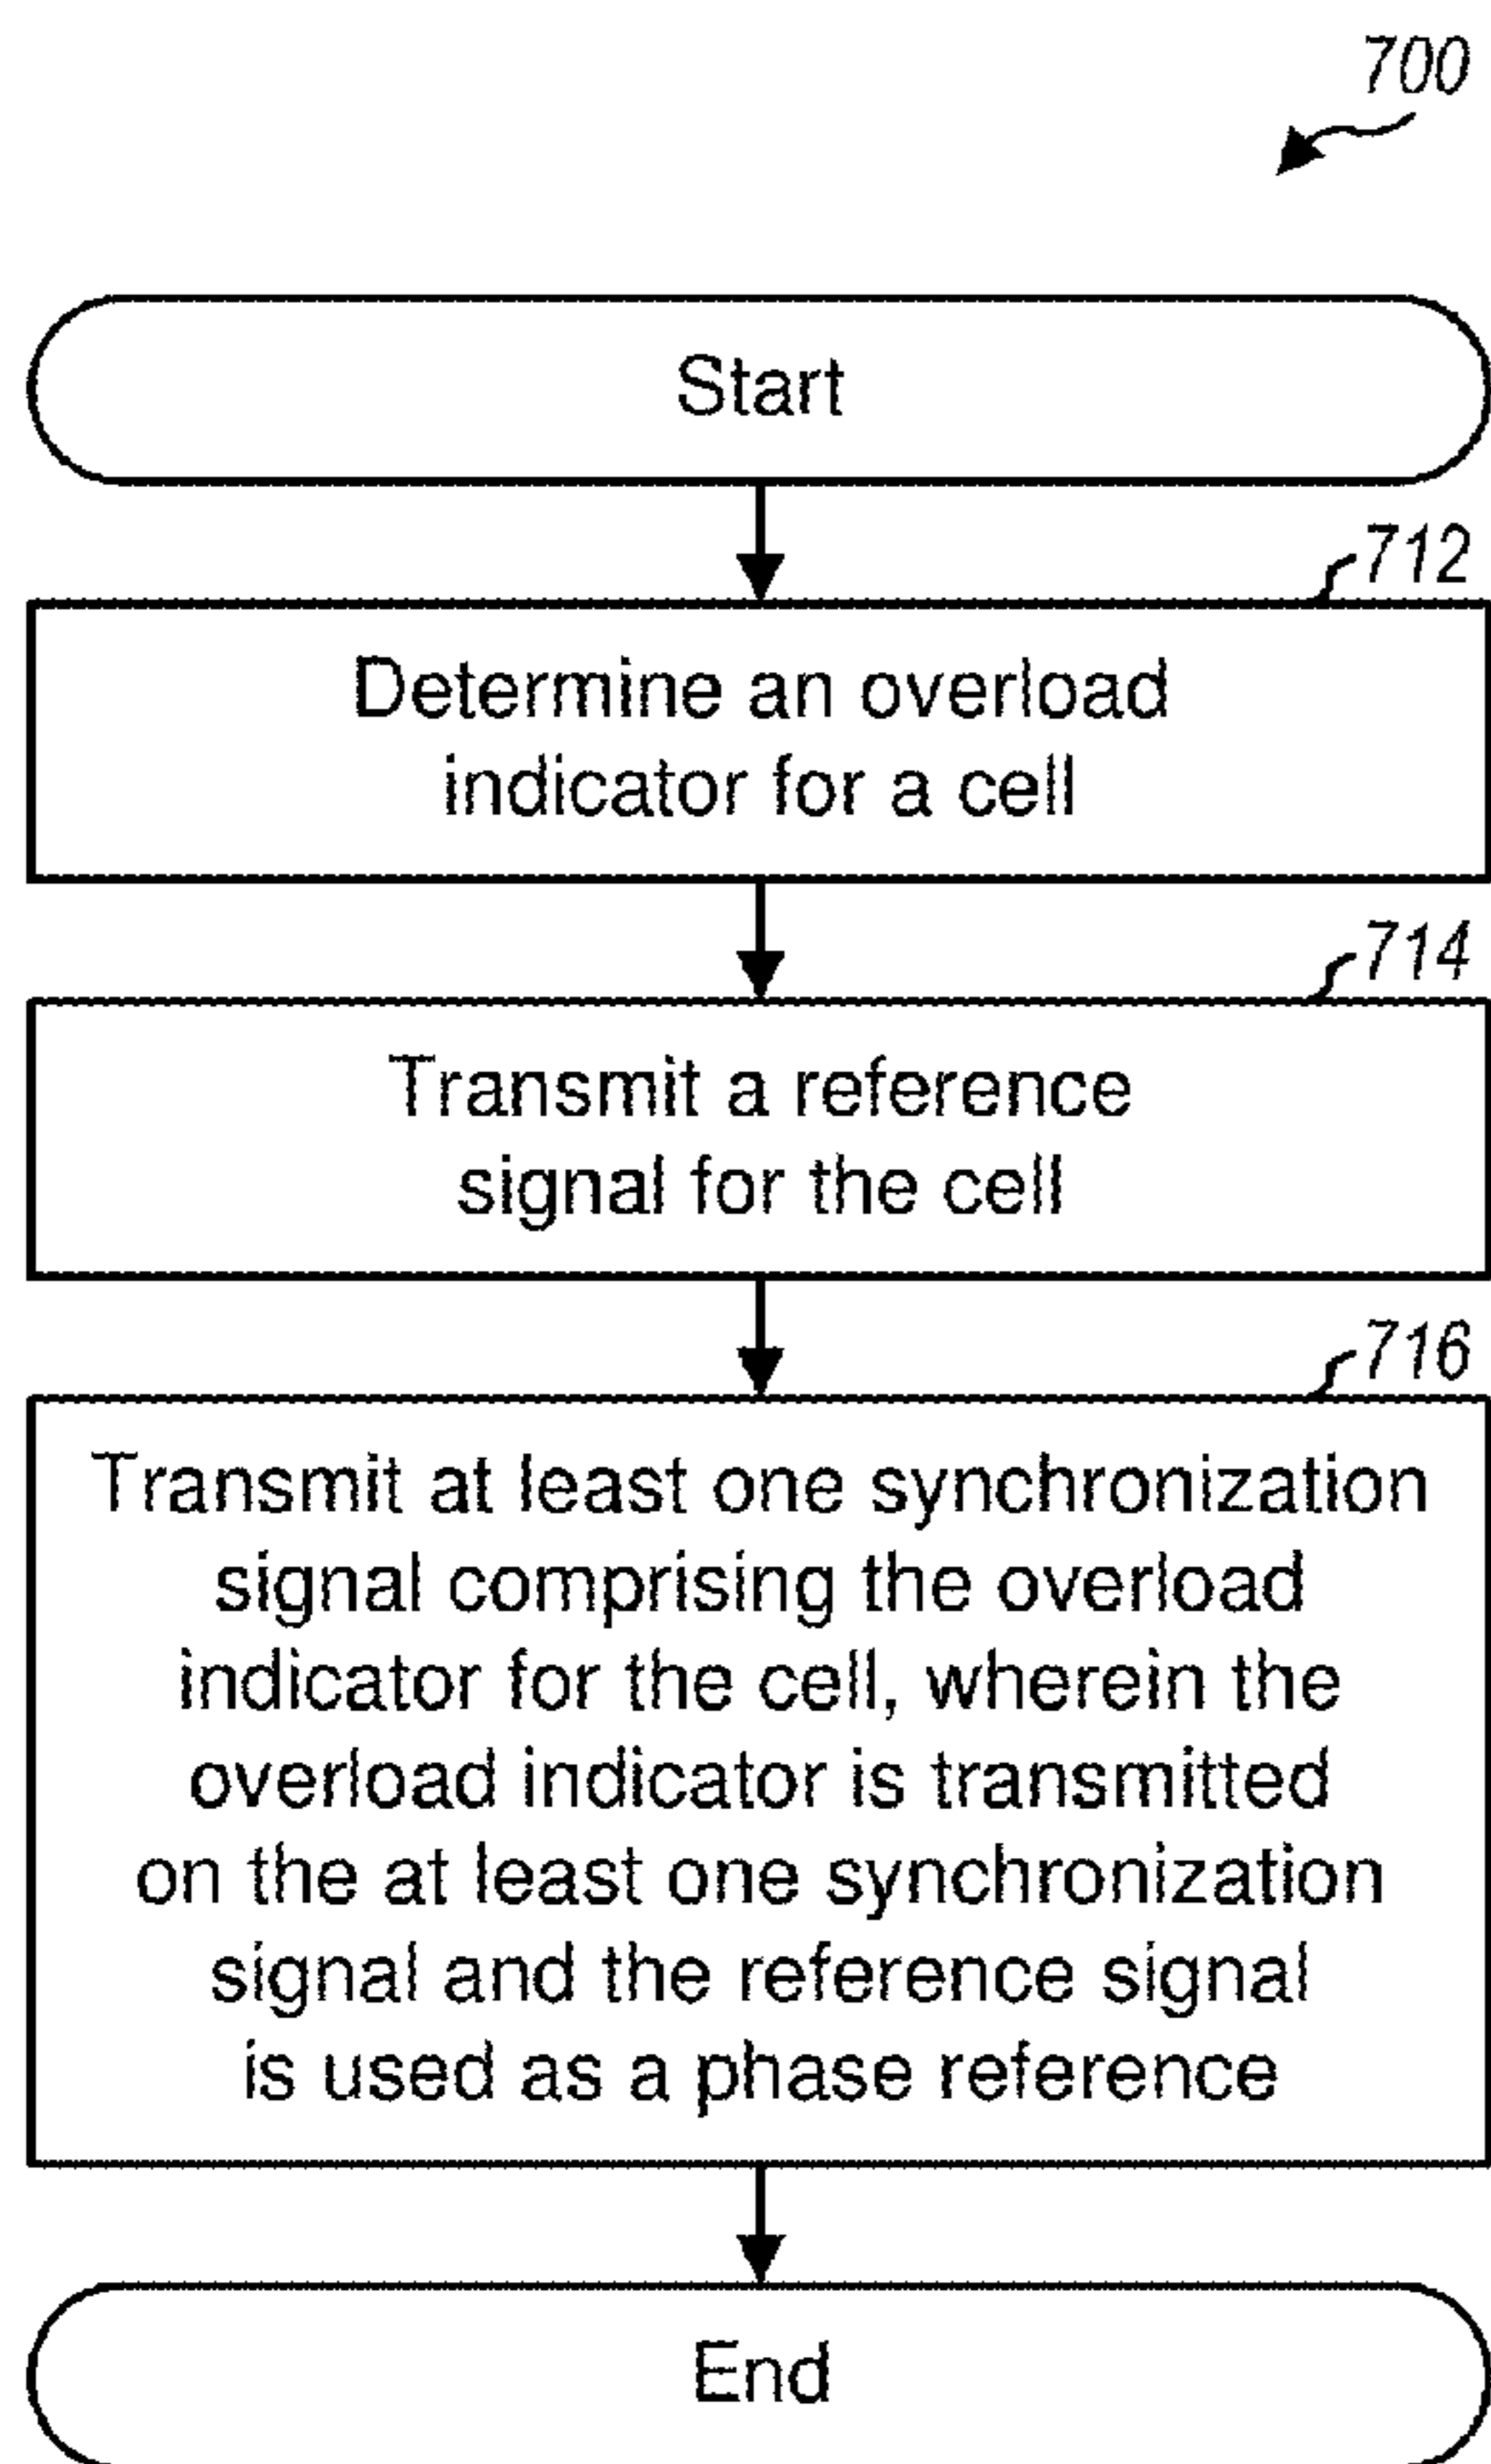 700
Start
712
Determine an overload
indicator for a cell
714
Transmit a reference
signal for the cell
716
Transmit at least one synchronization
signal comprising the overload
indicator for the cell, wherein the
overload indicator is transmitted
on the at least one synchronization
signal and the reference signal
is used as a phase reference
End